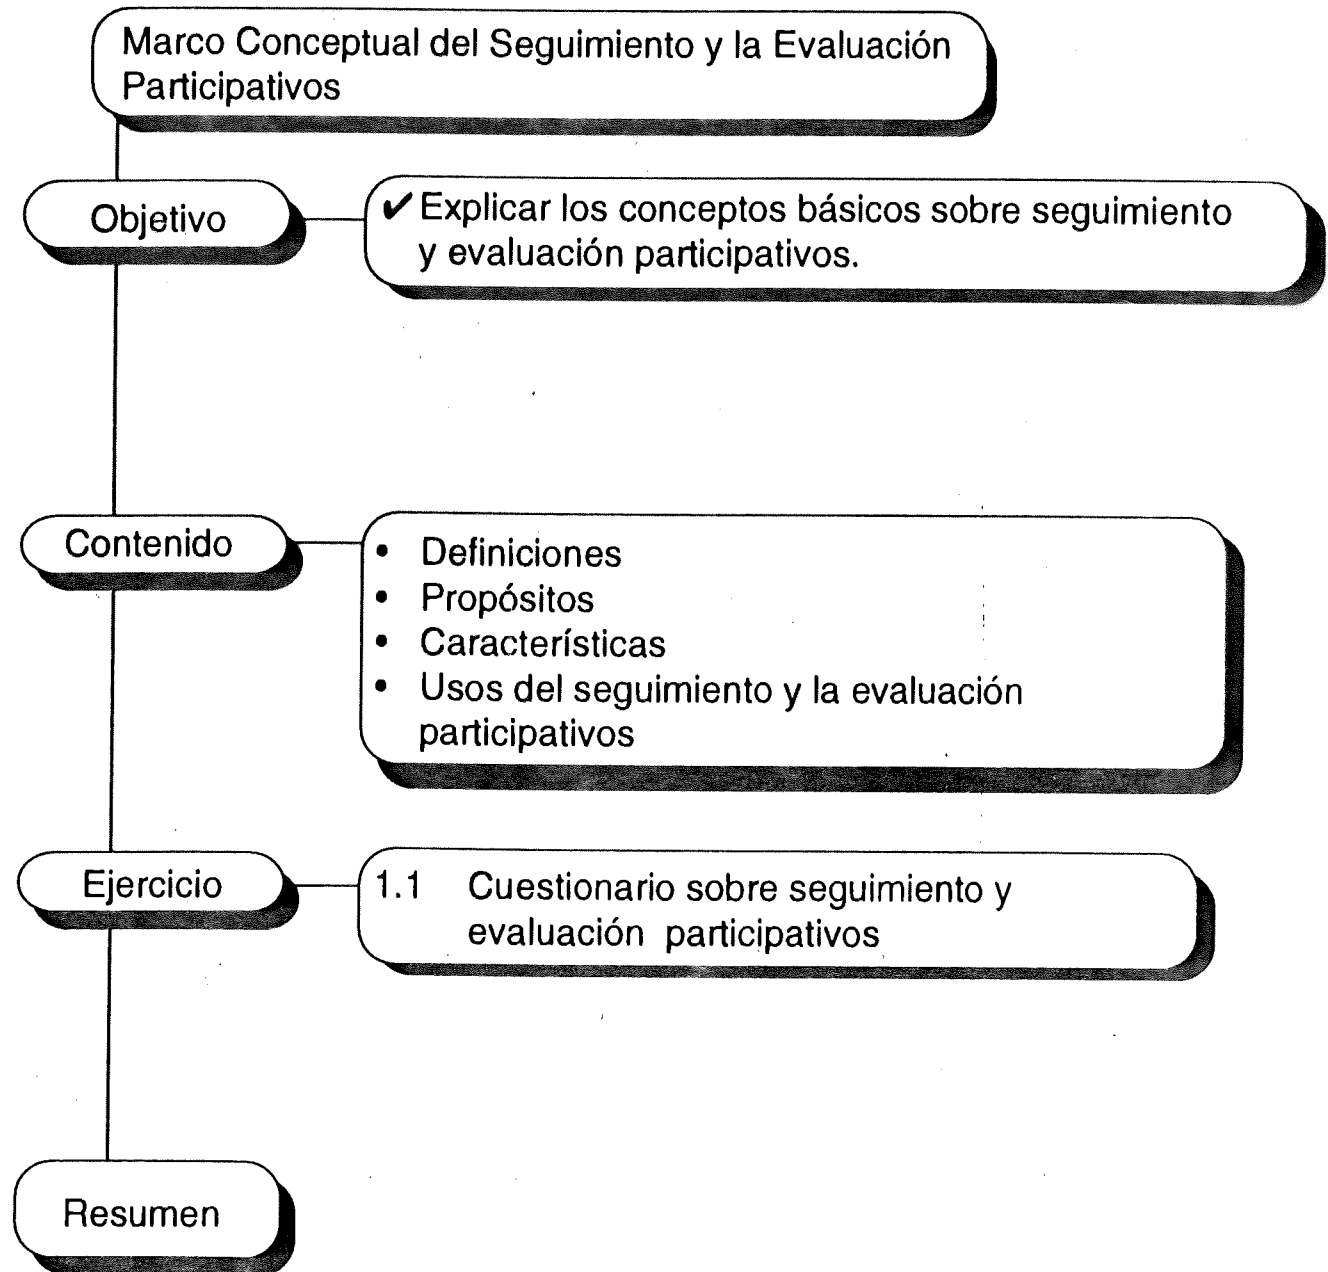 Marco Conceptual del Seguimiento y la Evaluación
Participativos
Objetivo
✔ Explicar los conceptos básicos sobre seguimiento
y evaluación participativos.
Contenido
• Definiciones
• Propósitos
• Características
• Usos del seguimiento y la evaluación
participativos
Ejercicio
1.1 Cuestionario sobre seguimiento y
evaluación participativos
Resumen